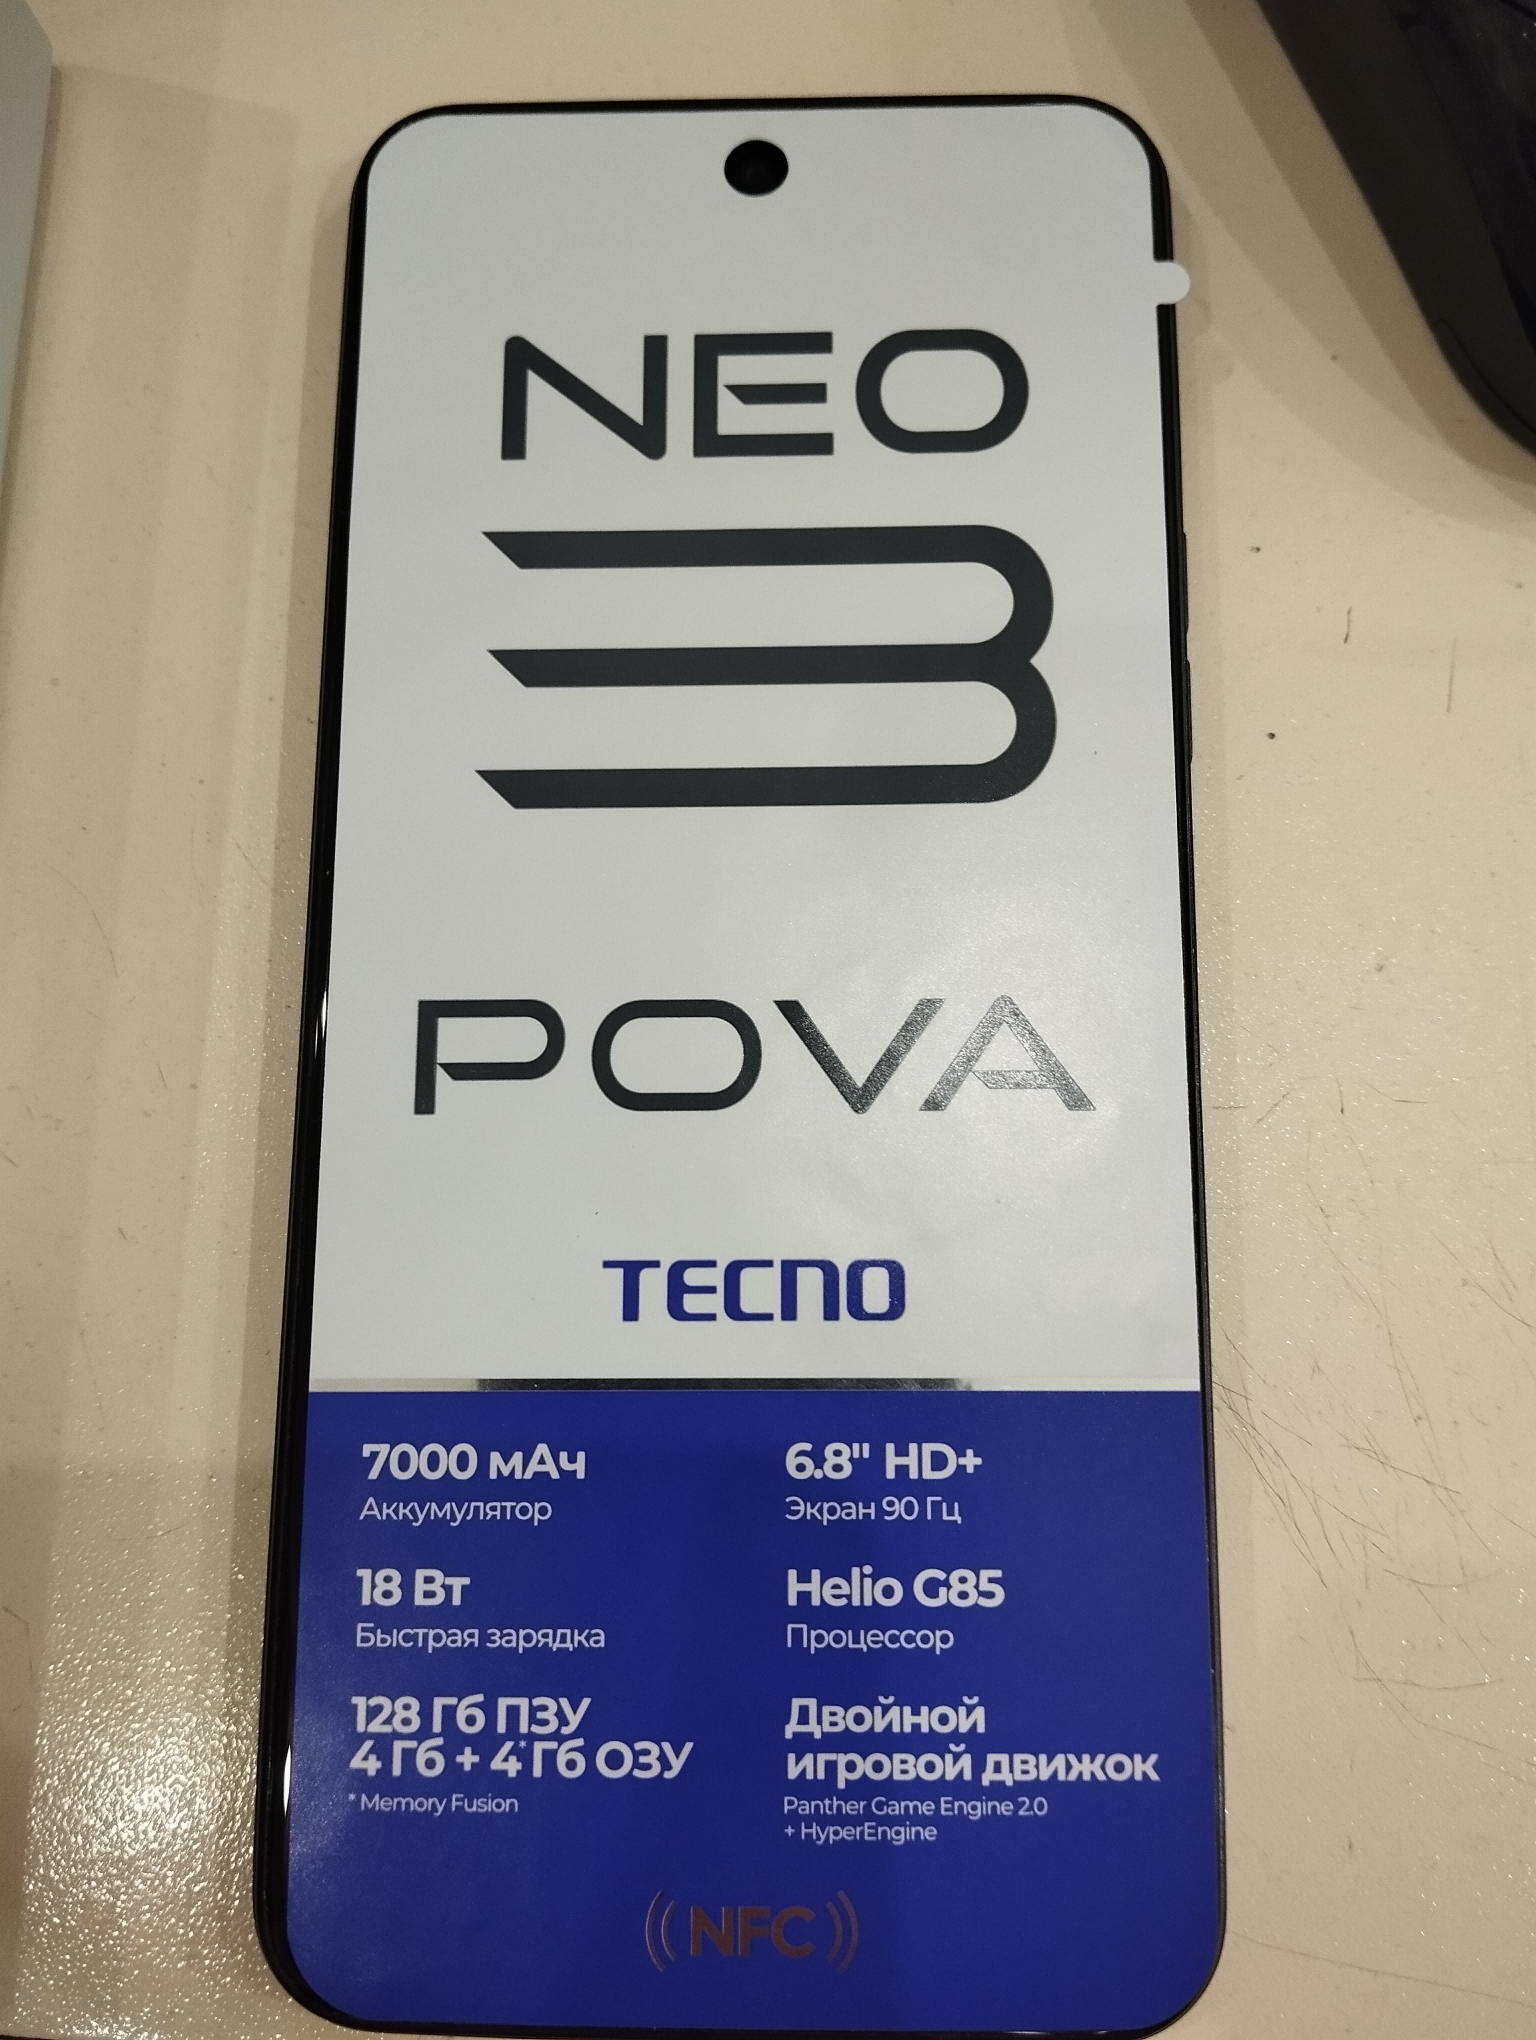 NEO
3
POVA
TECNO
7000 мАч
Аккумулятор
6.8" HD+
Экран 90 Гц
18 Вт
Быстрая зарядка
Helio G85
Процессор
128 Гб ПЗУ
4 Гб + 4* Гб ОЗУ
* Memory Fusion
Двойной
игровой движок
Panther Game Engine 2.0
+ HyperEngine
((NFC))